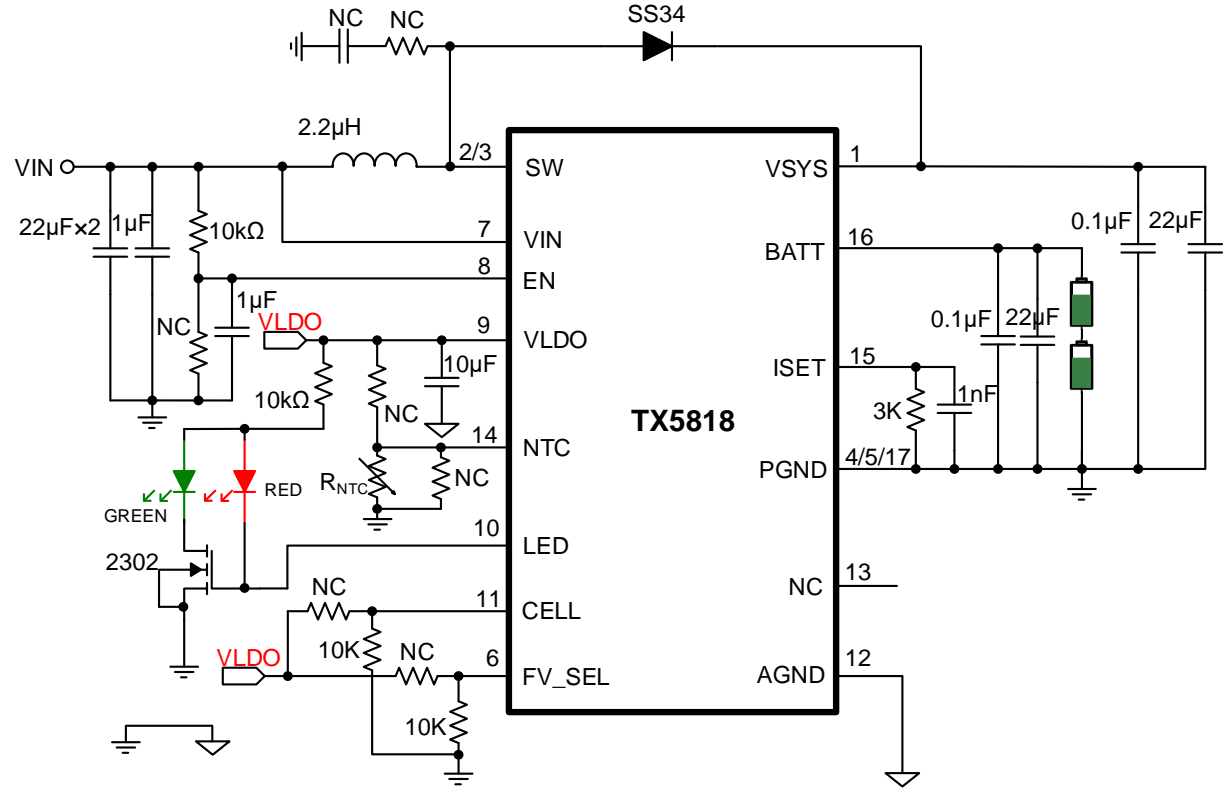 SS34
NC
NC
2.2µH
VIN
2/3
SW
VSYS
1
22µF×2
1µF
10kΩ
7
VIN
BATT
16
0.1µF
22µF
8
EN
1µF
NC
VLDO
9
VLDO
0.1µF
22µF
10µF
ISET
15
10kΩ
NC
3K
1nF
TX5818
14
NTC
RNTC
NC
PGND
4/5/17
RED
GREEN
10
LED
2302
NC
13
NC
11
CELL
10K
NC
VLDO
6
FV_SEL
AGND
12
10K